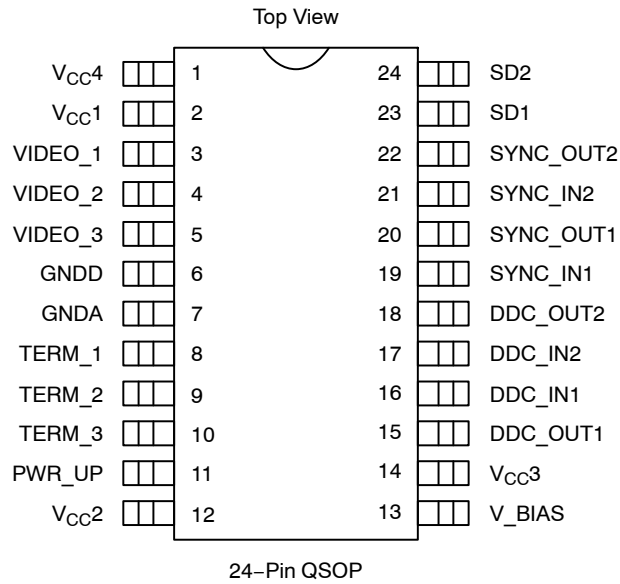 Top View
VCC4 1 24 SD2
VCC1 2 23 SD1
VIDEO_1 3 22 SYNC_OUT2
VIDEO_2 4 21 SYNC_IN2
VIDEO_3 5 20 SYNC_OUT1
GNDD 6 19 SYNC_IN1
GNDA 7 18 DDC_OUT2
TERM_1 8 17 DDC_IN2
TERM_2 9 16 DDC_IN1
TERM_3 10 15 DDC_OUT1
PWR_UP 11 14 VCC3
VCC2 12 13 V_BIAS
24−Pin QSOP